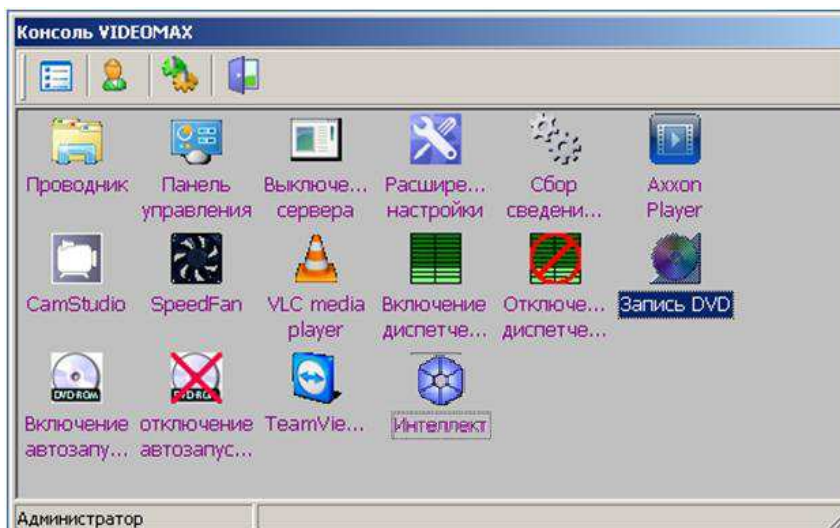 Консоль VIDEOMAX
Проводник
Панель
управления
Выключе...
сервера
Расшире...
настройки
Сбор
сведени...
Axxon
Player
CamStudio
SpeedFan
VLC media
player
Включение
диспетче...
Отключе...
диспетче...
Запись DVD
DVD-ROM
Включение
автозапу...
отключение
автозапус...
TeamVie...
Интеллект
Администратор